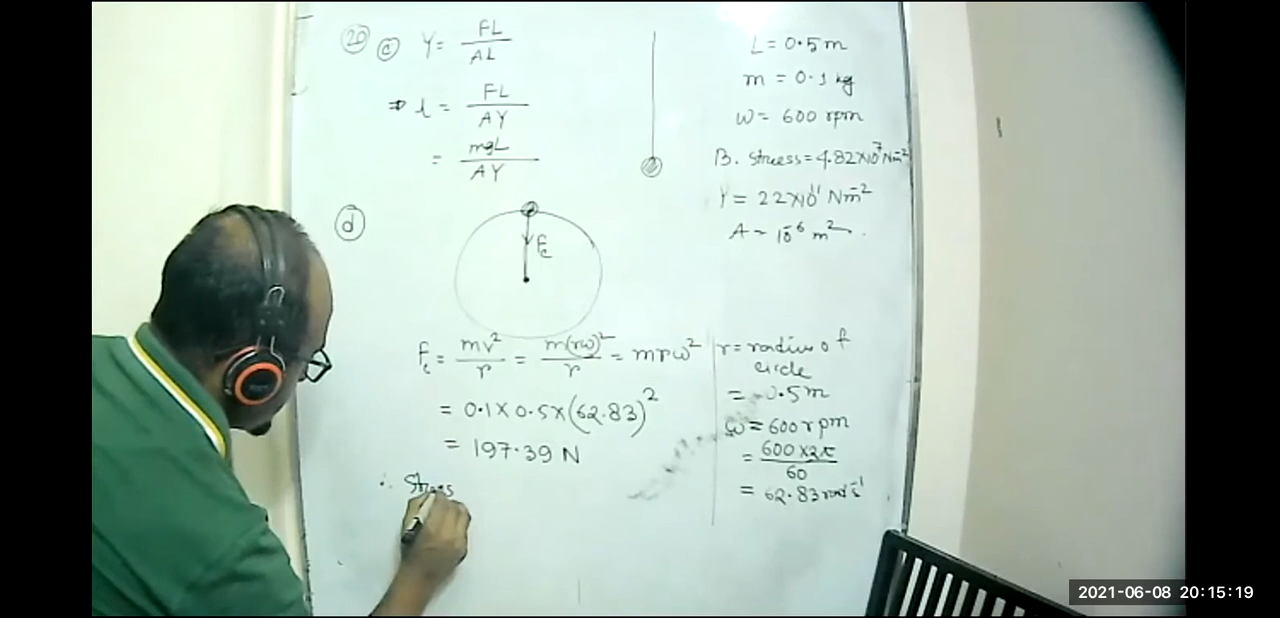 20 c Y = FL / AL
⇒ l = FL / AY
= mgL / AY
L = 0.5 m
m = 0.1 kg
ω = 600 rpm
B. Stress = 4.82×10⁷ Nm⁻²
Y = 22×10¹¹ Nm⁻²
A = 10⁻⁶ m²
d
Fc
Fc = mv² / r = m(rω)² / r = mrω²
= 0.1 × 0.5 × (62.83)²
= 197.39 N
∴ Stress
r = radius of
circle
= 0.5 m
ω = 600 rpm
= 600 × 2π / 60
= 62.83 rad s⁻¹
2021-06-08 20:15:19